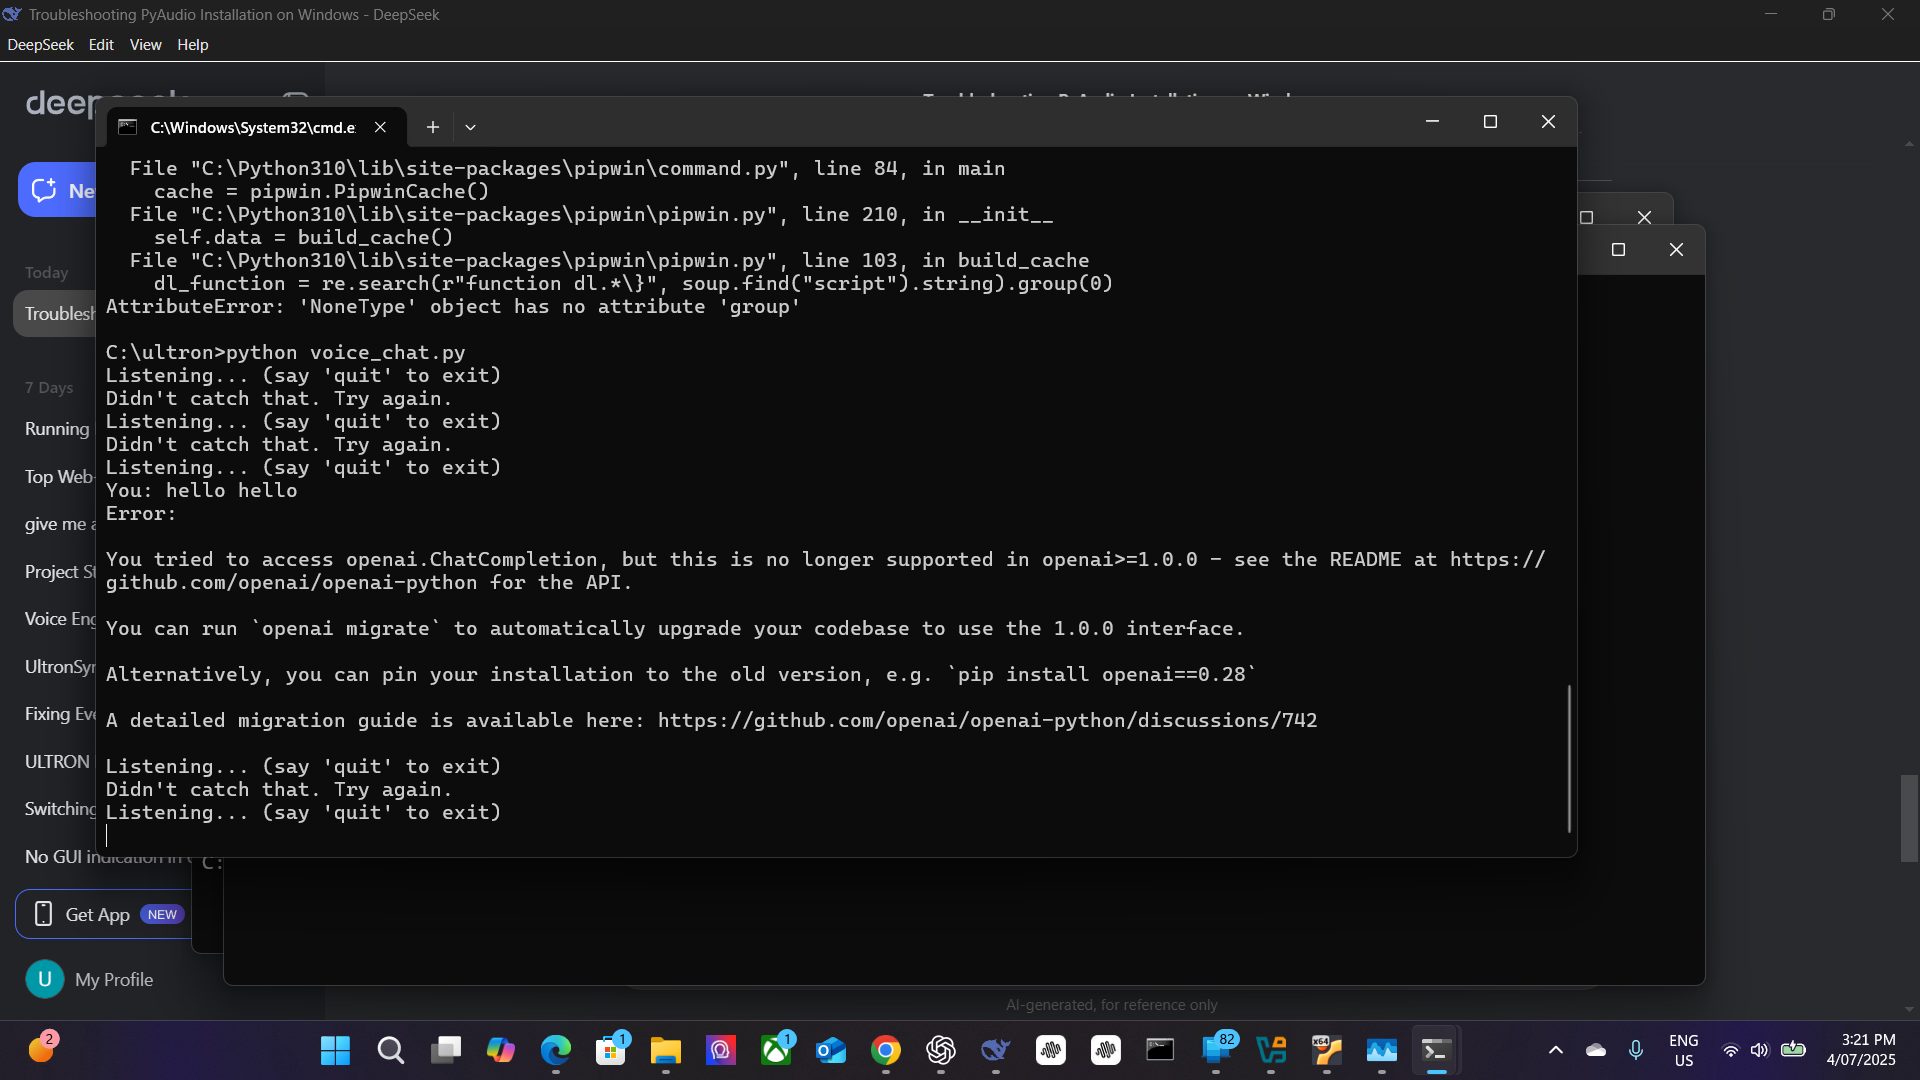 Troubleshooting PyAudio Installation on Windows - DeepSeek
DeepSeek Edit View Help
C:\Windows\System32\cmd.e
File "C:\Python310\lib\site-packages\pipwin\command.py", line 84, in main
cache = pipwin.PipwinCache()
File "C:\Python310\lib\site-packages\pipwin\pipwin.py", line 210, in __init__
self.data = build_cache()
File "C:\Python310\lib\site-packages\pipwin\pipwin.py", line 103, in build_cache
dl_function = re.search(r"function dl.*\}", soup.find("script").string).group(0)
AttributeError: 'NoneType' object has no attribute 'group'
C:\ultron>python voice_chat.py
Listening... (say 'quit' to exit)
Didn't catch that. Try again.
Listening... (say 'quit' to exit)
Didn't catch that. Try again.
Listening... (say 'quit' to exit)
You: hello hello
Error:
You tried to access openai.ChatCompletion, but this is no longer supported in openai>=1.0.0 - see the README at https://
github.com/openai/openai-python for the API.
You can run `openai migrate` to automatically upgrade your codebase to use the 1.0.0 interface.
Alternatively, you can pin your installation to the old version, e.g. `pip install openai==0.28`
A detailed migration guide is available here: https://github.com/openai/openai-python/discussions/742
Listening... (say 'quit' to exit)
Didn't catch that. Try again.
Listening... (say 'quit' to exit)
Today
7 Days
Running
Top Web-
give me
Project
Voice
Fixing
ULTRON
Switching
No GUI indication in
C:
Get App NEW
U My Profile
AI-generated, for reference only
2
1
1
x64
82
ENG
US
3:21 PM
4/07/2025